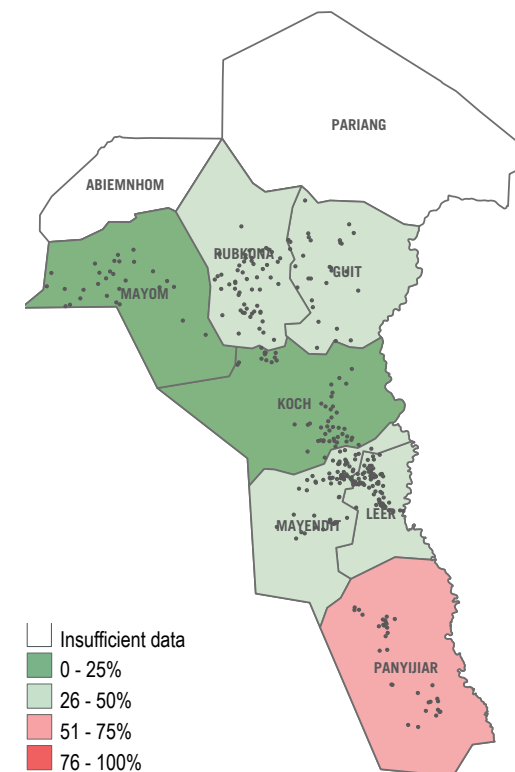 PARIANG
ABIEMNHOM
RUBKONA
GUIT
MAYOM
KOCH
MAYENDIT
LEER
PANYIJIAR
Insufficient data
0 - 25%
26 - 50%
51 - 75%
76 - 100%